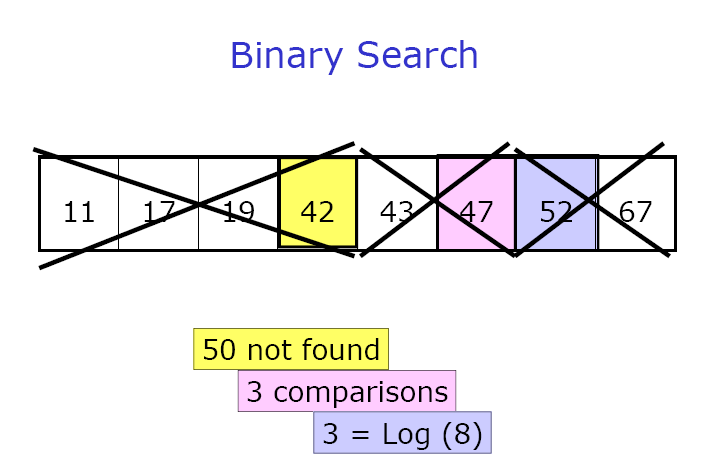 Binary Search
11 17 19 42 43 47 52 67
50 not found
3 comparisons
3 = Log (8)